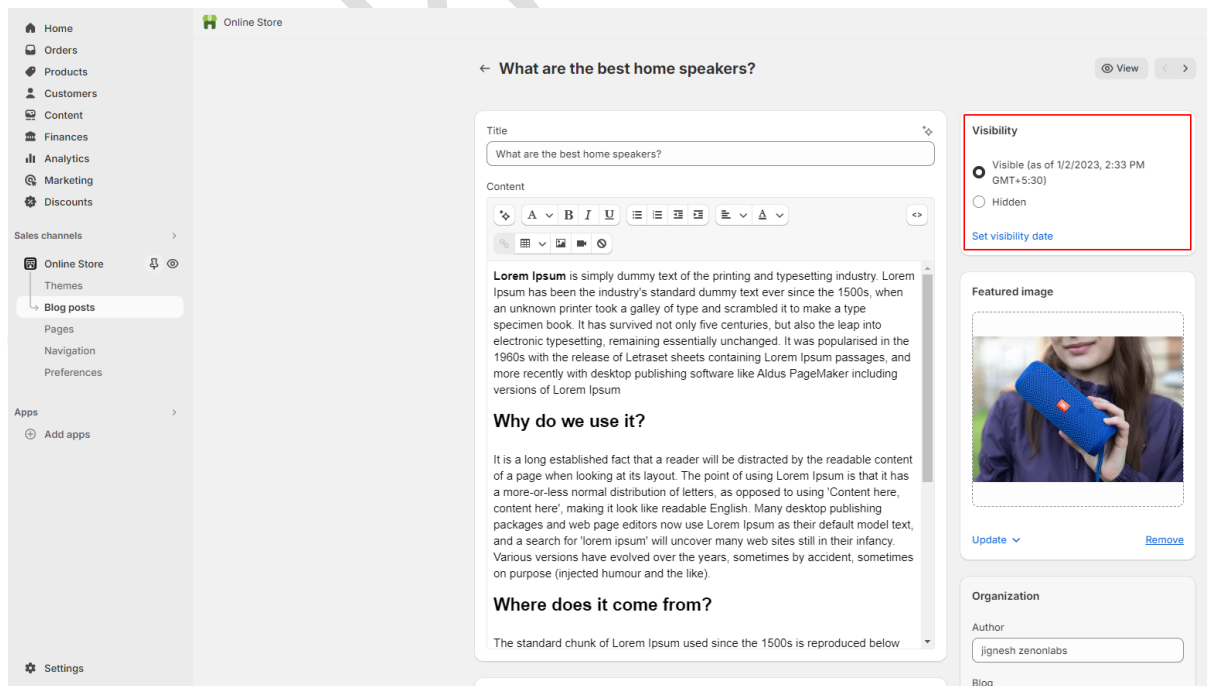 Home
Orders
Products
Customers
Content
Finances
Analytics
Marketing
Discounts
Sales channels
Online Store
Themes
Blog posts
Pages
Navigation
Preferences
Apps
Add apps
Settings
Online Store
What are the best home speakers?
View
Title
What are the best home speakers?
Content
A B I U A
Lorem Ipsum is simply dummy text of the printing and typesetting industry. Lorem
Ipsum has been the industry's standard dummy text ever since the 1500s, when
an unknown printer took a galley of type and scrambled it to make a type
specimen book. It has survived not only five centuries, but also the leap into
electronic typesetting, remaining essentially unchanged. It was popularised in the
1960s with the release of Letraset sheets containing Lorem Ipsum passages, and
more recently with desktop publishing software like Aldus PageMaker including
versions of Lorem Ipsum
Why do we use it?
It is a long established fact that a reader will be distracted by the readable content
of a page when looking at its layout. The point of using Lorem Ipsum is that it has
a more-or-less normal distribution of letters, as opposed to using 'Content here,
content here', making it look like readable English. Many desktop publishing
packages and web page editors now use Lorem Ipsum as their default model text,
and a search for 'lorem ipsum' will uncover many web sites still in their infancy.
Various versions have evolved over the years, sometimes by accident, sometimes
on purpose (injected humour and the like).
Where does it come from?
The standard chunk of Lorem Ipsum used since the 1500s is reproduced below
Visibility
Visible (as of 1/2/2023, 2:33 PM
GMT+5:30)
Hidden
Set visibility date
Featured image
JBL
Update
Remove
Organization
Author
jignesh zenonlabs
Blog